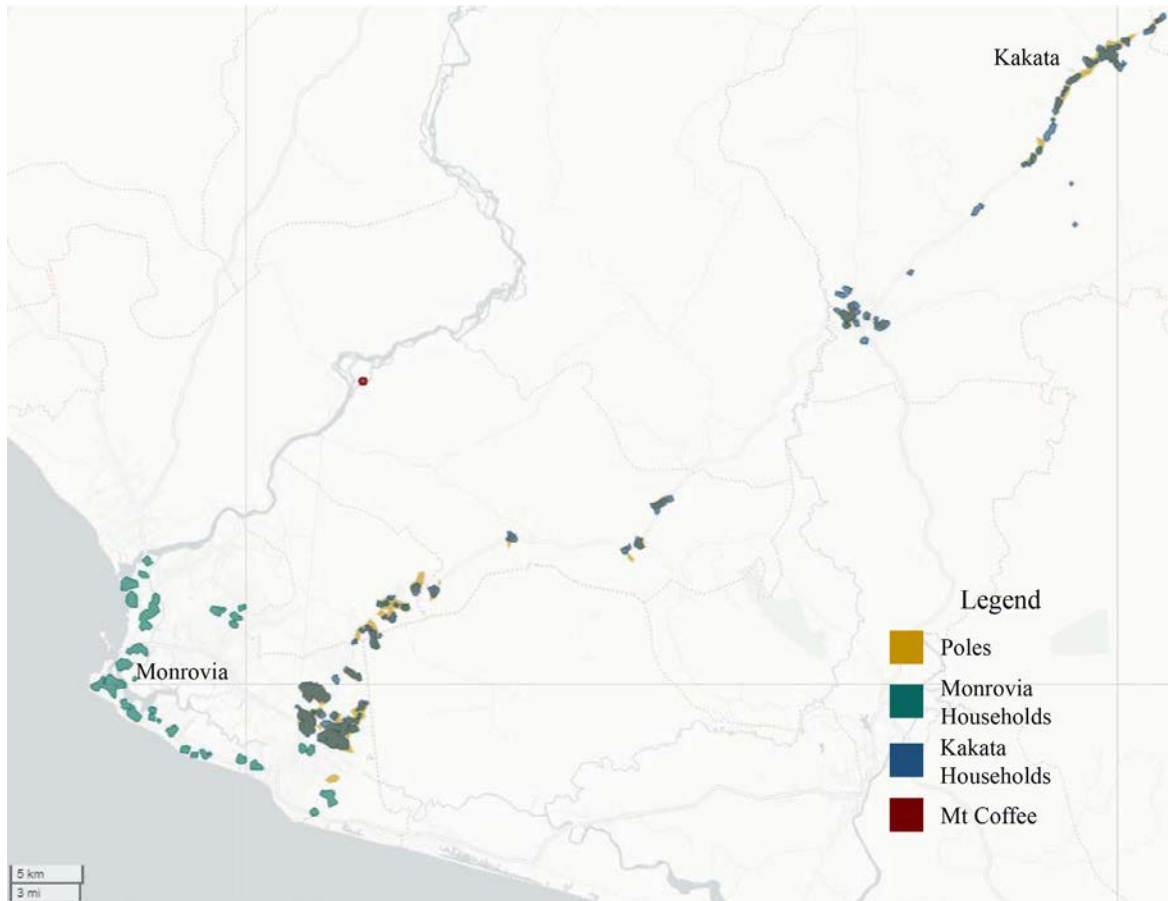 Kakata
Monrovia
Legend
Poles
Monrovia
Households
Kakata
Households
Mt Coffee
5 km
3 mi